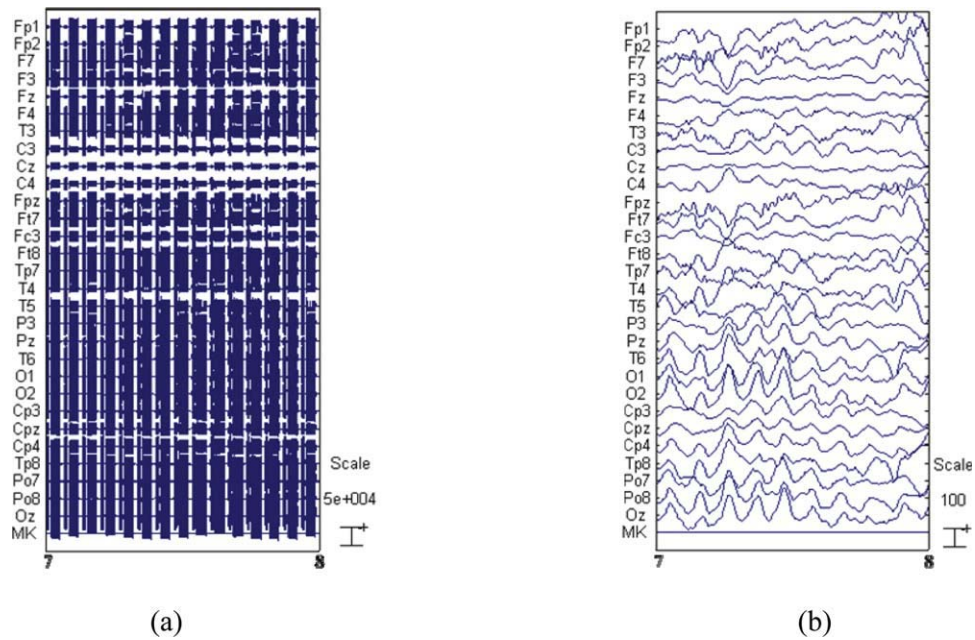 Fp1
Fp2
F7
F3
Fz
F4
T3
C3
Cz
C4
Fpz
Ft7
Fc3
Ft8
Tp7
T4
T5
P3
Pz
T6
O1
O2
Cp3
Cpz
Cp4
Tp8
Po7
Po8
Oz
MK
Scale
5e+004
+
7
(a)
Fp1
Fp2
F7
F3
Fz
F4
T3
C3
Cz
C4
Fpz
Ft7
Fc3
Ft8
Tp7
T4
T5
P3
Pz
T6
O1
O2
Cp3
Cpz
Cp4
Tp8
Po7
Po8
Oz
MK
Scale
100
+
7
(b)